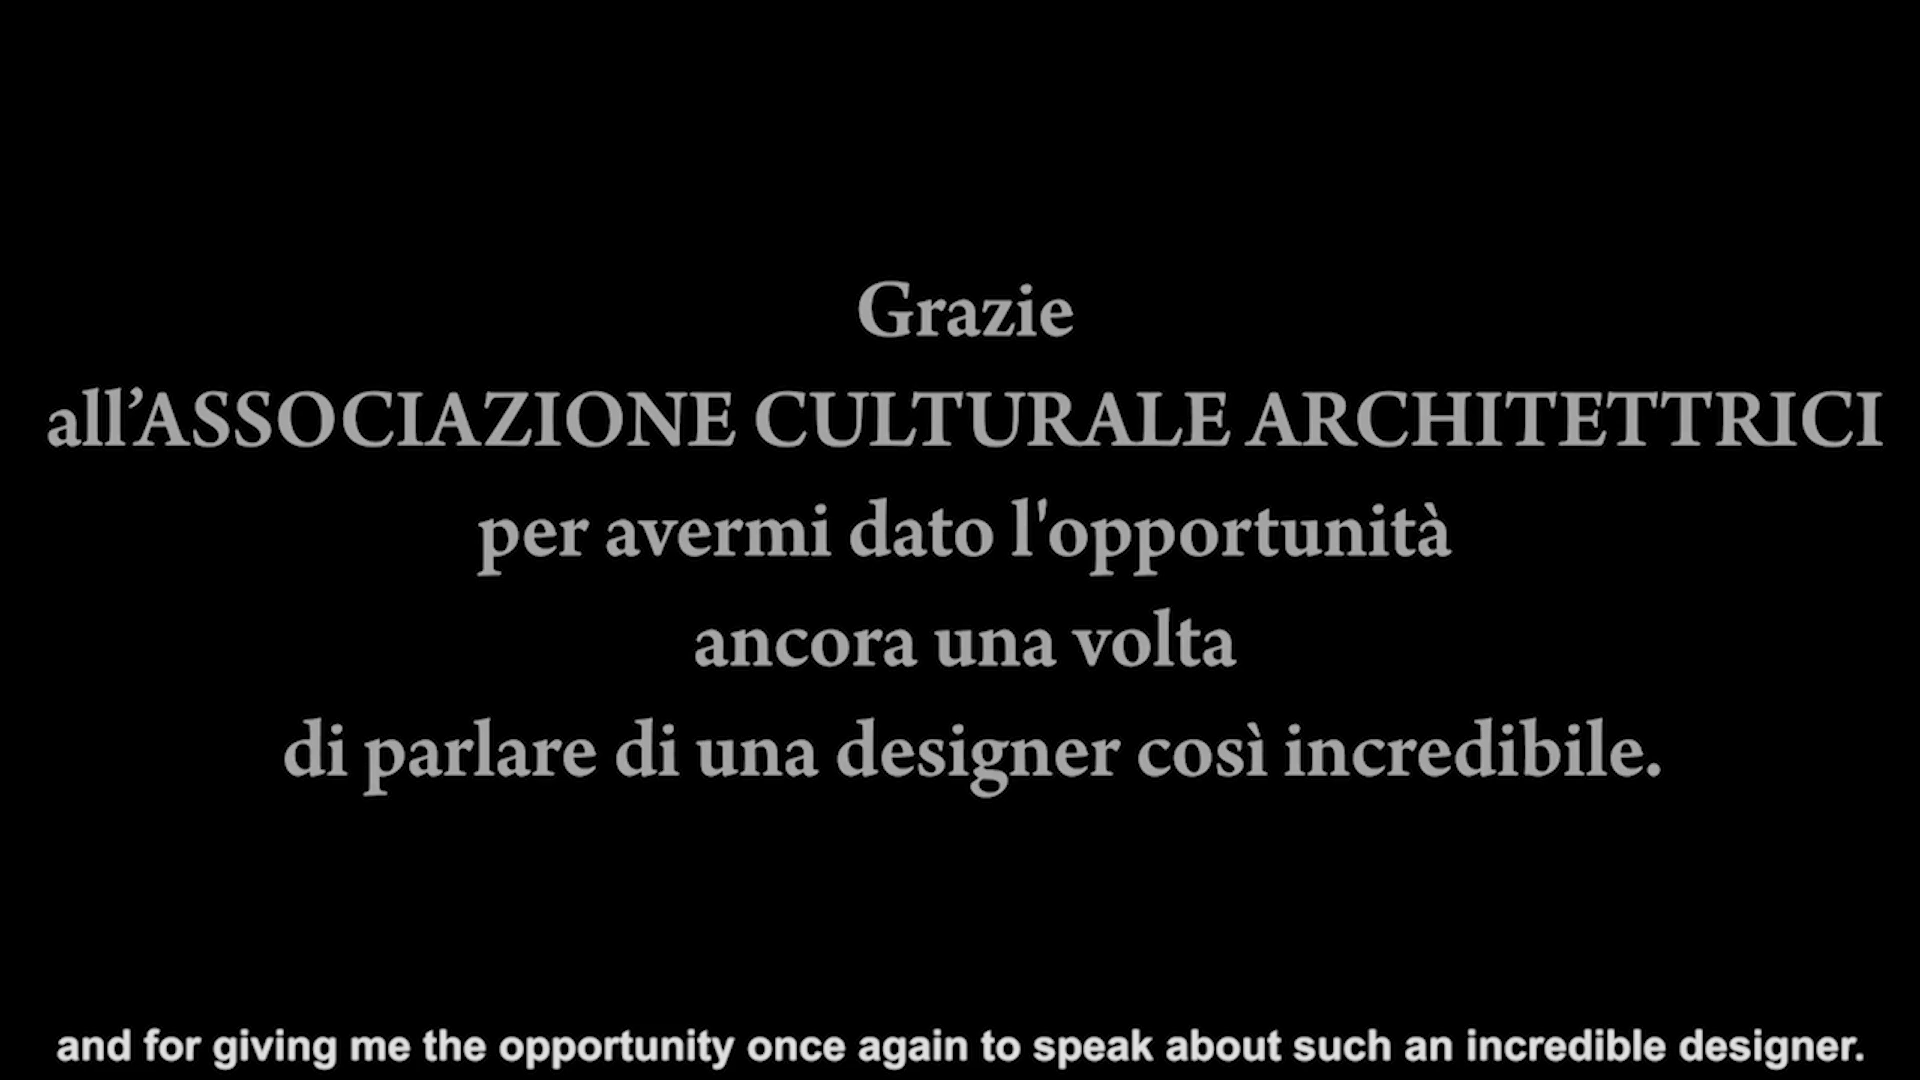 Grazie
all’ASSOCIAZIONE CULTURALE ARCHITETTRICI
per avermi dato l'opportunità
ancora una volta
di parlare di una designer così incredibile.
and for giving me the opportunity once again to speak about such an incredible designer.